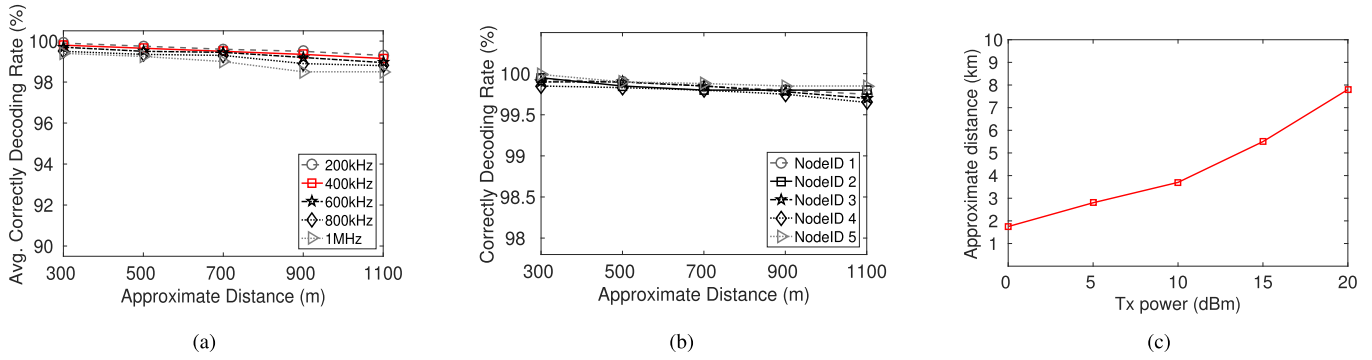 Avg. Correctly Decoding Rate (%)
100
98
96
94
92
90
300
500
700
900
1100
Approximate Distance (m)
200kHz
400kHz
600kHz
800kHz
1MHz
(a)
Correctly Decoding Rate (%)
100
99.5
99
98.5
98
300
500
700
900
1100
Approximate Distance (m)
NodeID 1
NodeID 2
NodeID 3
NodeID 4
NodeID 5
(b)
Approximate distance (km)
10
9
8
7
6
5
4
3
2
1
0
5
10
15
20
Tx power (dBm)
(c)